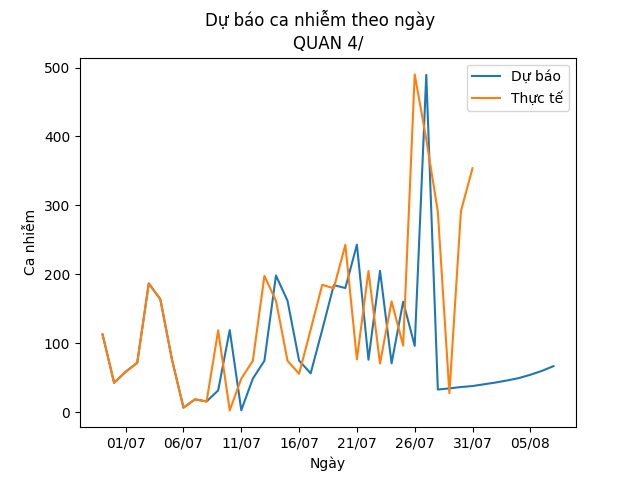 Dự báo ca nhiễm theo ngày
QUAN 4/
Dự báo
Thực tế
Ca nhiễm
500
400
300
200
100
0
01/07 06/07 11/07 16/07 21/07 26/07 31/07 05/08
Ngày